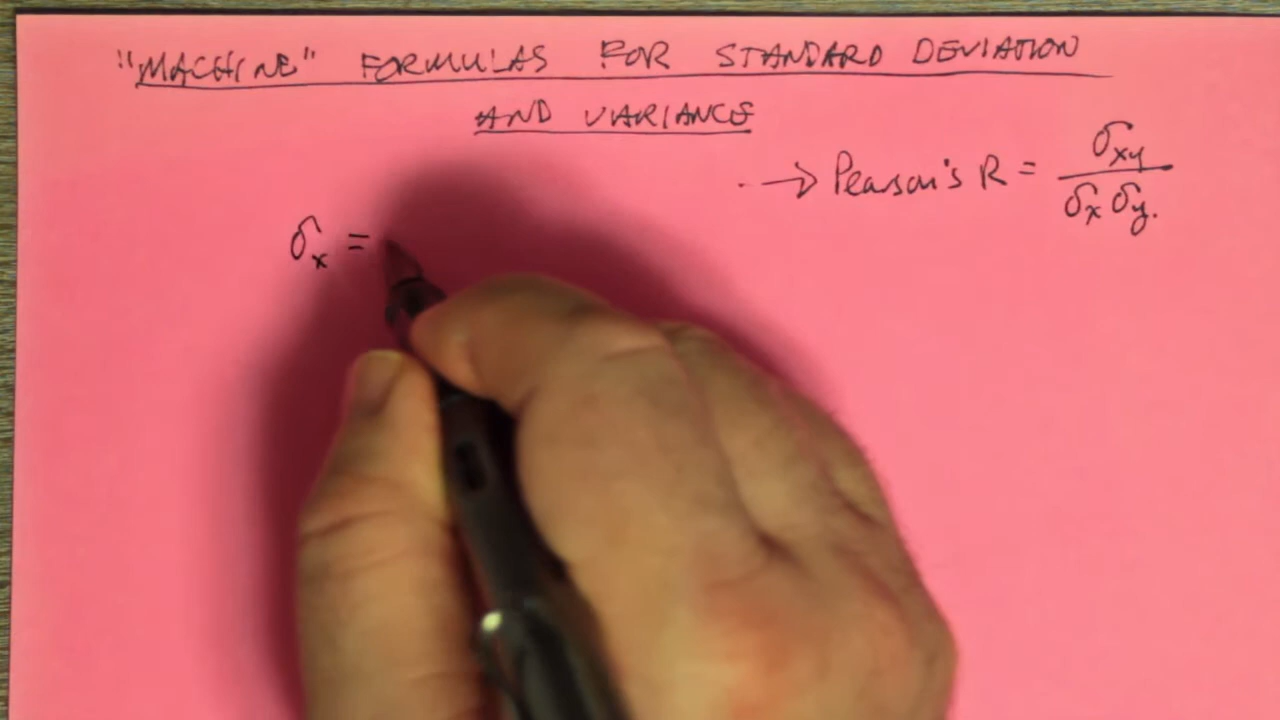 "MACHINE" FORMULAS FOR STANDARD DEVIATION
AND VARIANCE
→ Pearson's R = σxy / σx σy.
σx =